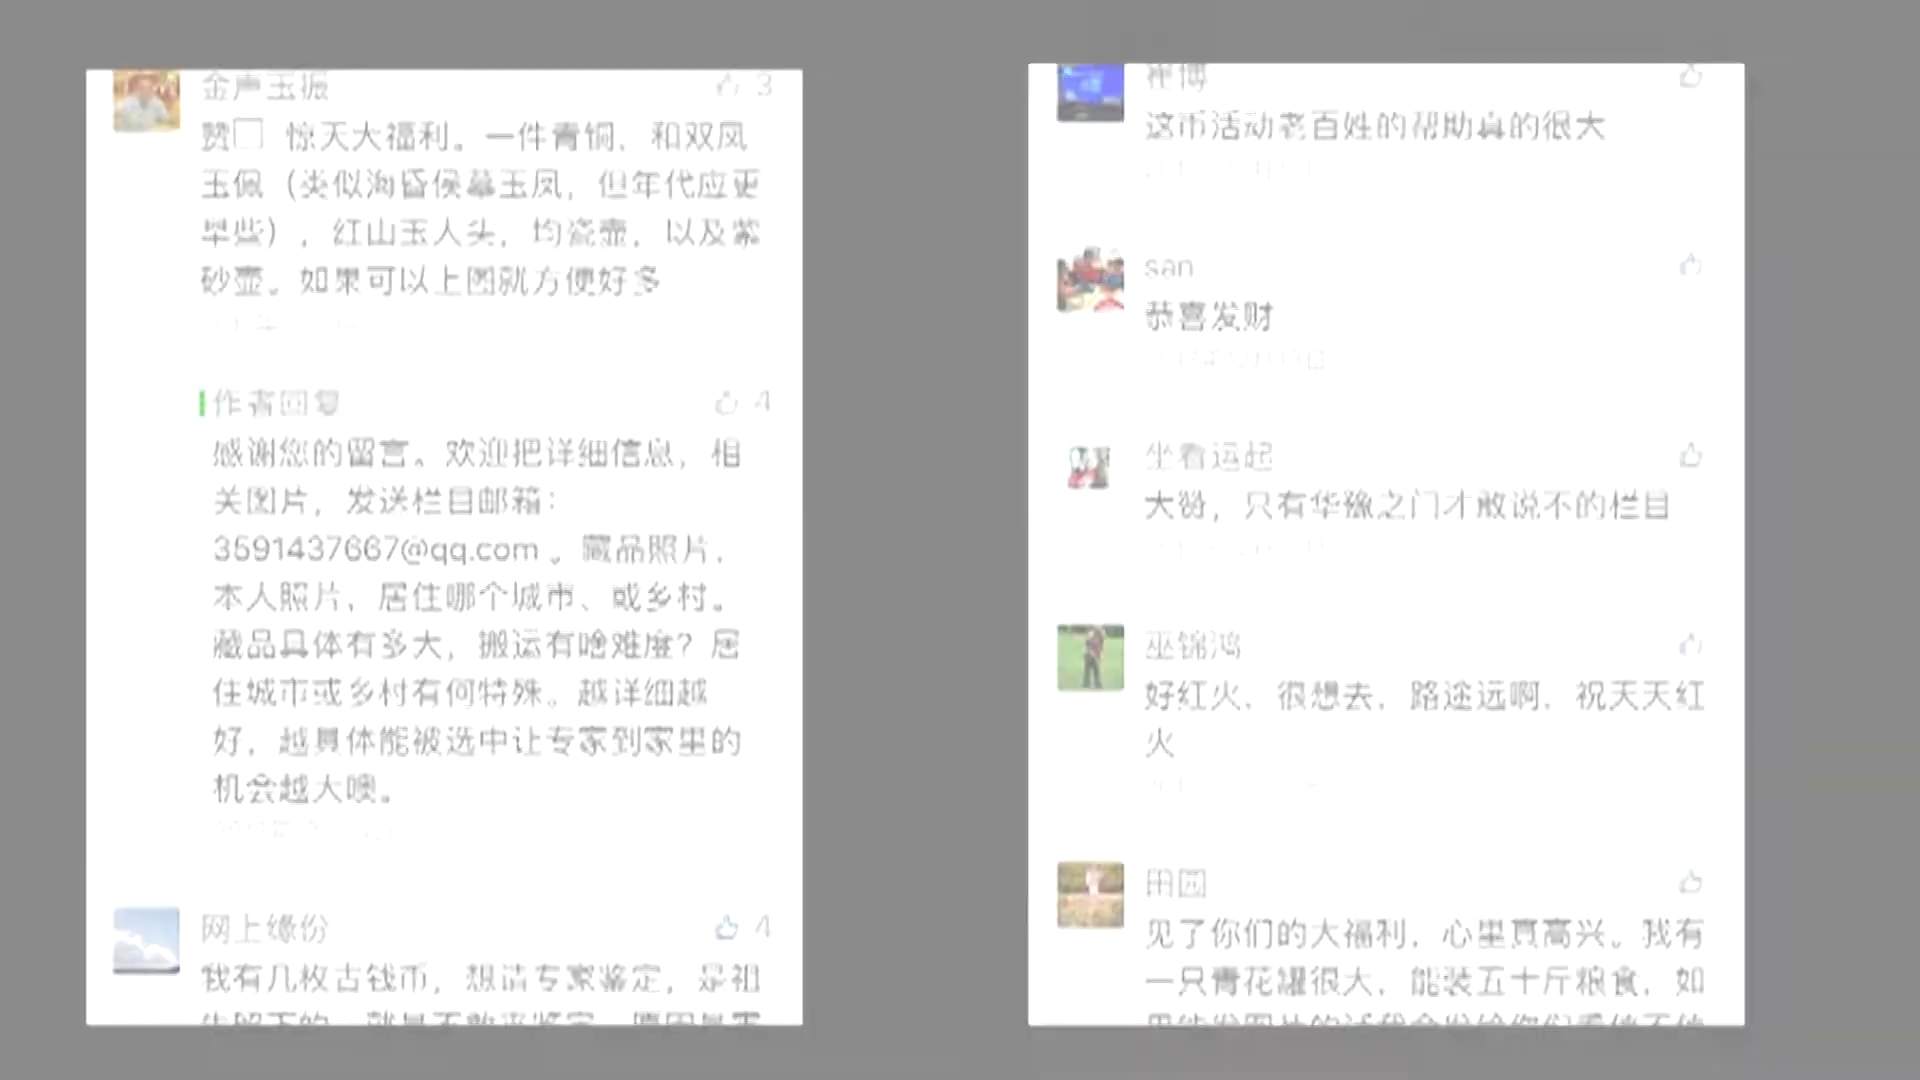 金声玉振
3
赞□ 惊天大福利。一件青铜，和双凤
玉佩（类似海昏侯墓玉凤，但年代应更
早些），红山玉人头，均瓷壶，以及紫
砂壶。如果可以上图就方便好多
作者回复
4
感谢您的留言。欢迎把详细信息，相
关图片，发送栏目邮箱：
3591437667@qq.com 。藏品照片，
本人照片，居住哪个城市、或乡村。
藏品具体有多大，搬运有啥难度？居
住城市或乡村有何特殊。越详细越
好，越具体能被选中让专家到家里的
机会越大噢。
网上缘份
4
我有几枚古钱币，想请专家鉴定，是祖
崔博
这币活动老百姓的帮助真的很大
san
恭喜发财
坐看运起
大赞，只有华豫之门才敢说不的栏目
巫锦鸿
好红火，很想去，路途远啊，祝天天红
火
田园
见了你们的大福利，心里真高兴。我有
一只青花罐很大，能装五十斤粮食，如